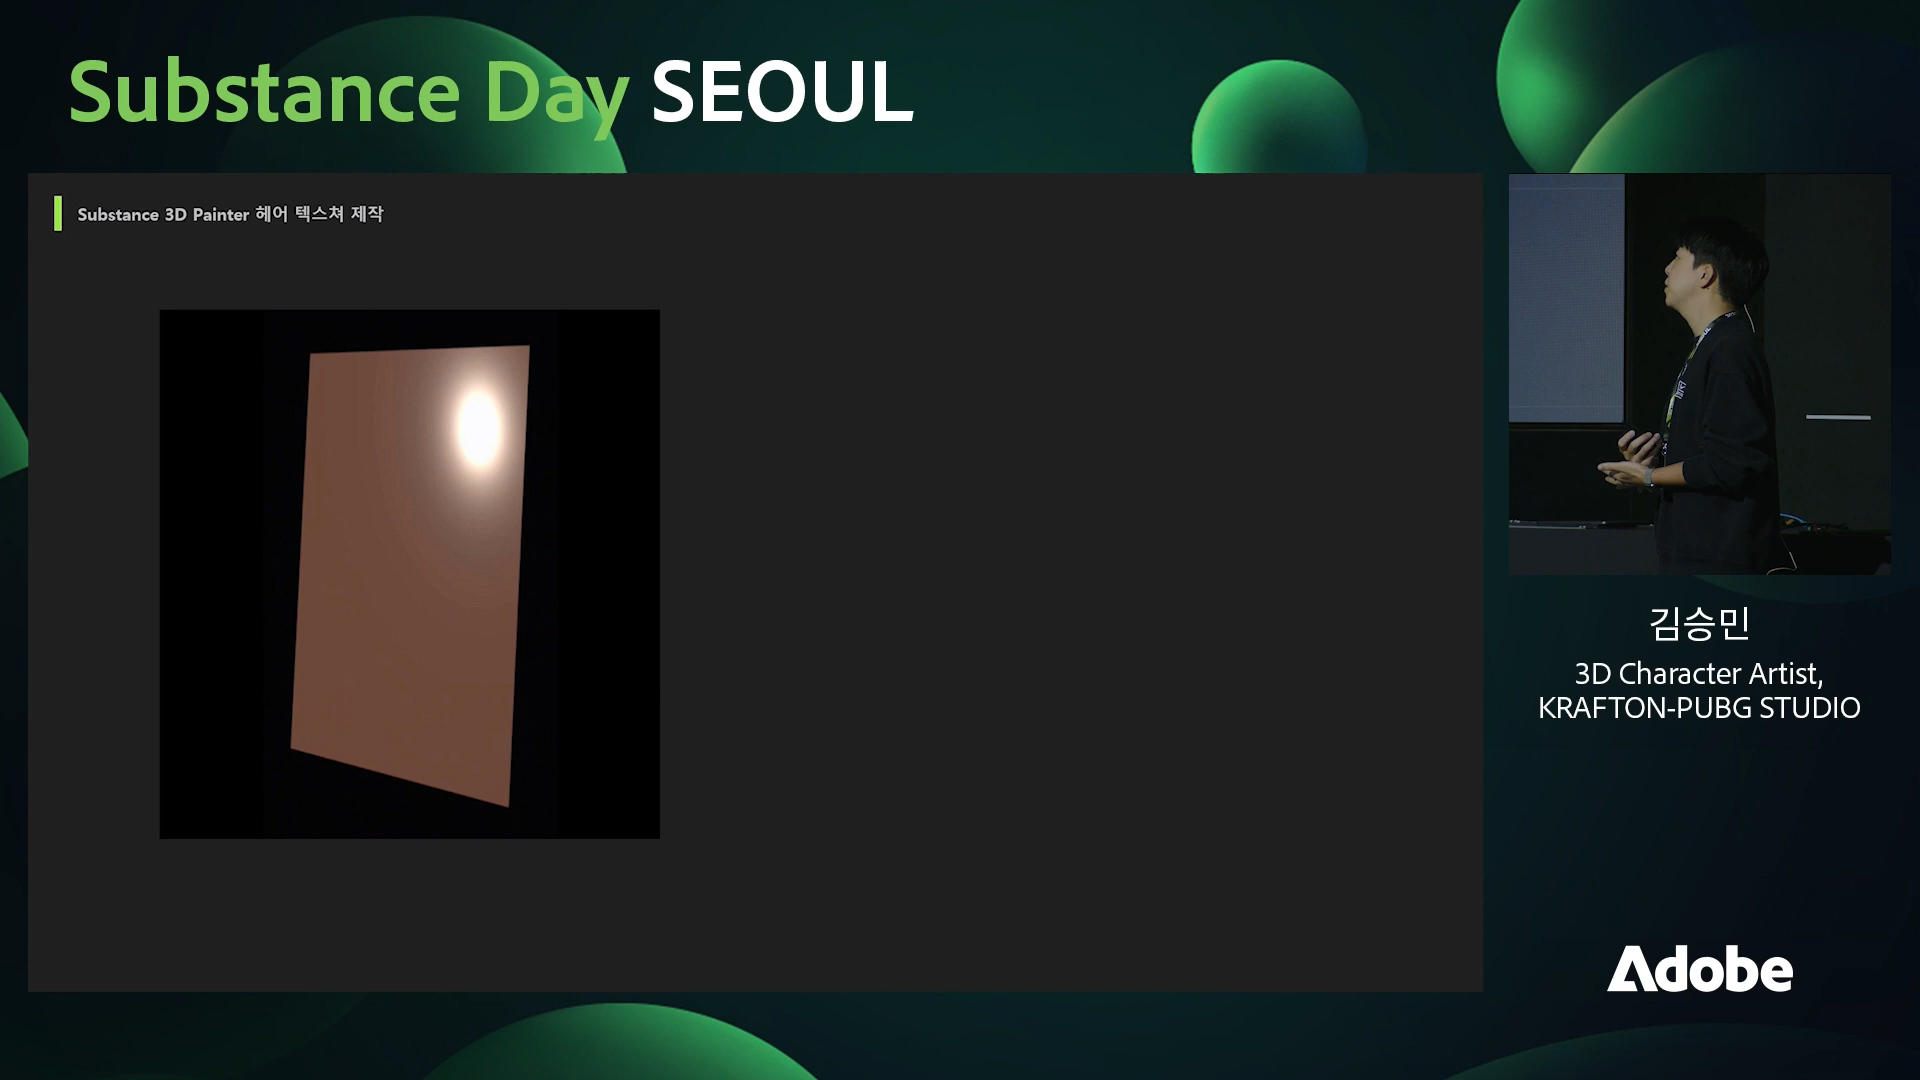 Substance Day SEOUL
Substance 3D Painter 헤어 텍스쳐 제작
김승민
3D Character Artist,
KRAFTON-PUBG STUDIO
Adobe